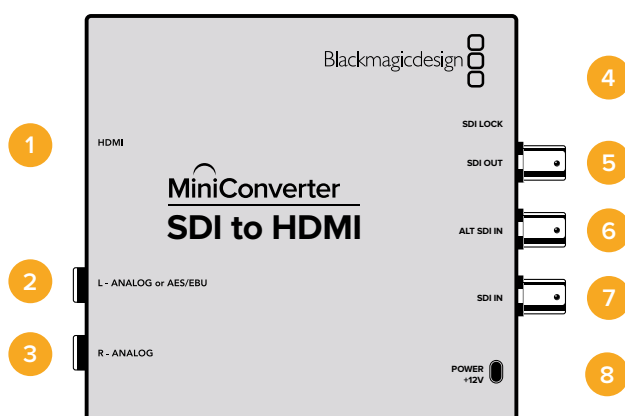 Blackmagicdesign
4
SDI LOCK
1
HDMI
SDI OUT
5
MiniConverter
SDI to HDMI
ALT SDI IN
6
2
L - ANALOG or AES/EBU
SDI IN
7
3
R - ANALOG
POWER
+12V
8